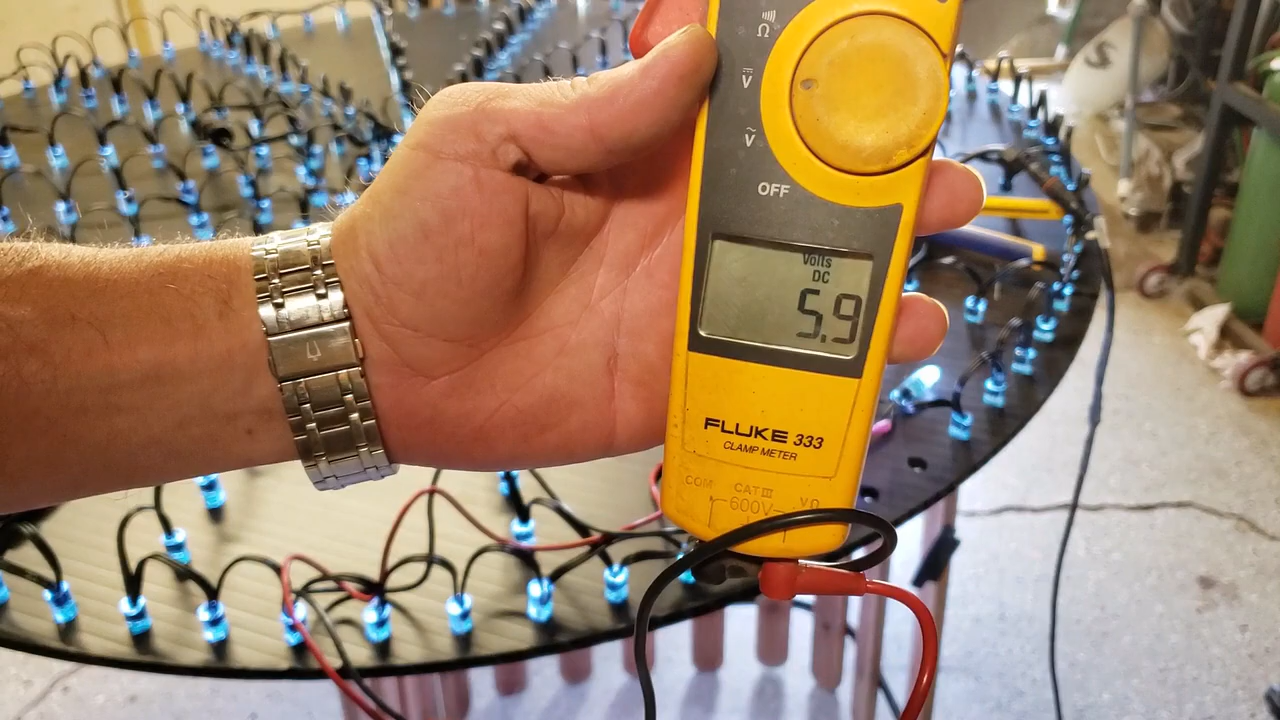 Ω
V
V
OFF
Volts
DC
5.9
FLUKE 333
CLAMP METER
COM CAT III VΩ
600V